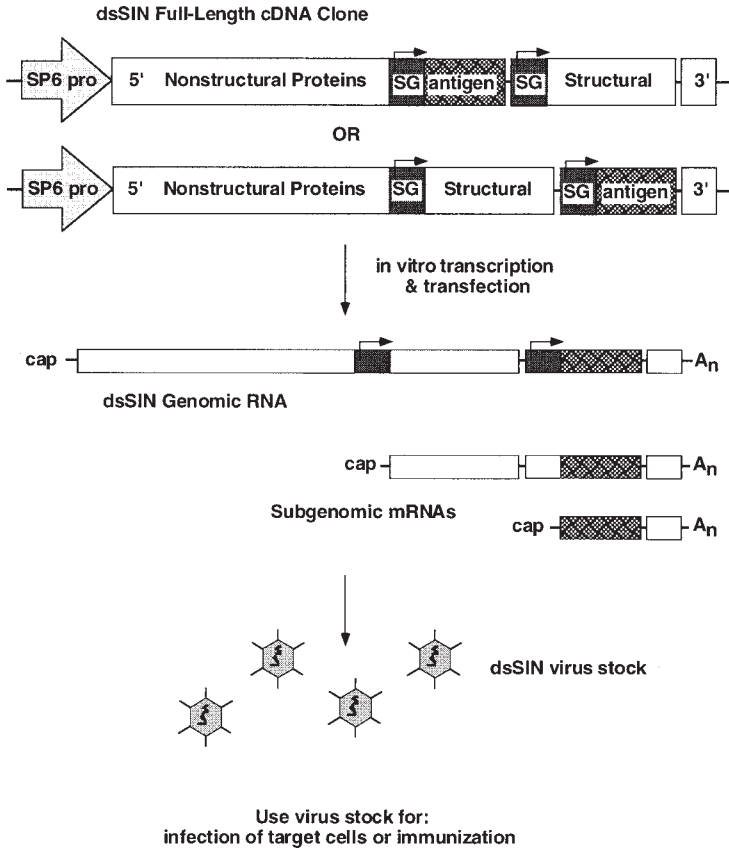 dsSIN Full-Length cDNA Clone
SP6 pro 5' Nonstructural Proteins SG antigen SG Structural 3'
OR
SP6 pro 5' Nonstructural Proteins SG Structural SG antigen 3'
in vitro transcription
& transfection
cap An
dsSIN Genomic RNA
cap An
Subgenomic mRNAs
cap An
dsSIN virus stock
Use virus stock for:
infection of target cells or immunization